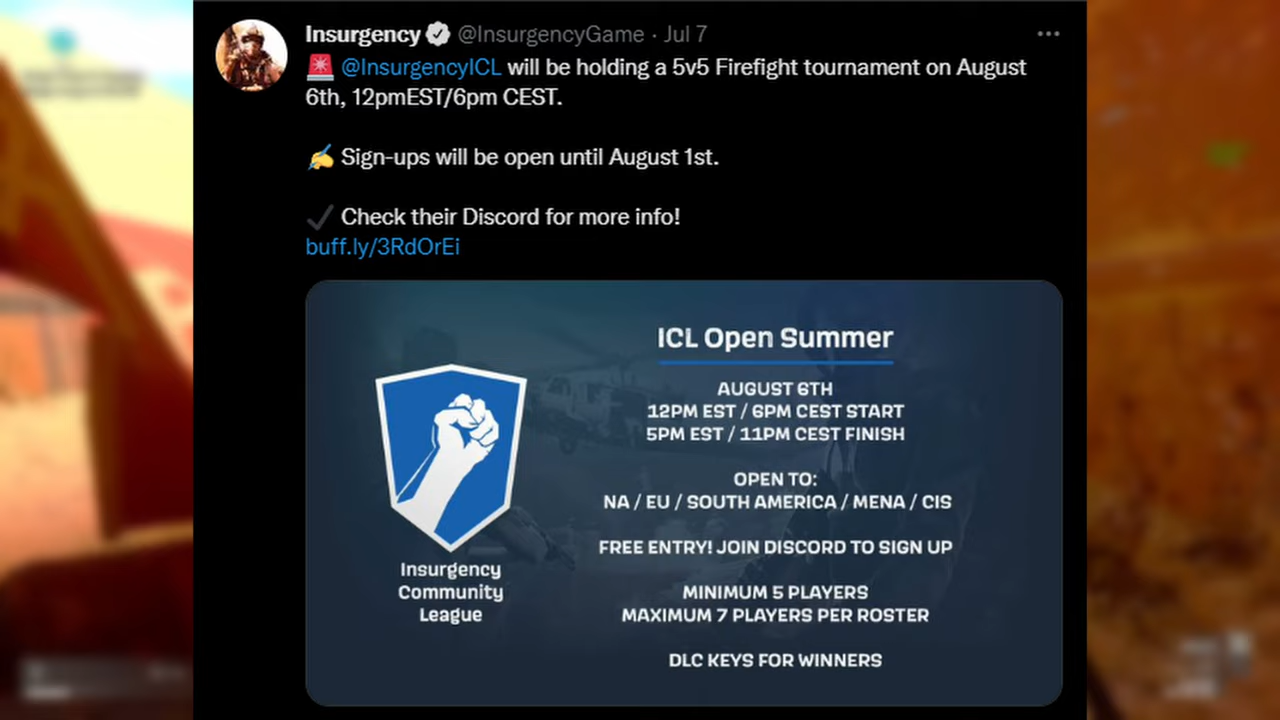 Insurgency @InsurgencyGame · Jul 7
🚨 @InsurgencyICL will be holding a 5v5 Firefight tournament on August
6th, 12pmEST/6pm CEST.
✍️ Sign-ups will be open until August 1st.
✔️ Check their Discord for more info!
buff.ly/3RdOrEi
Insurgency
Community
League
ICL Open Summer
AUGUST 6TH
12PM EST / 6PM CEST START
5PM EST / 11PM CEST FINISH
OPEN TO:
NA / EU / SOUTH AMERICA / MENA / CIS
FREE ENTRY! JOIN DISCORD TO SIGN UP
MINIMUM 5 PLAYERS
MAXIMUM 7 PLAYERS PER ROSTER
DLC KEYS FOR WINNERS